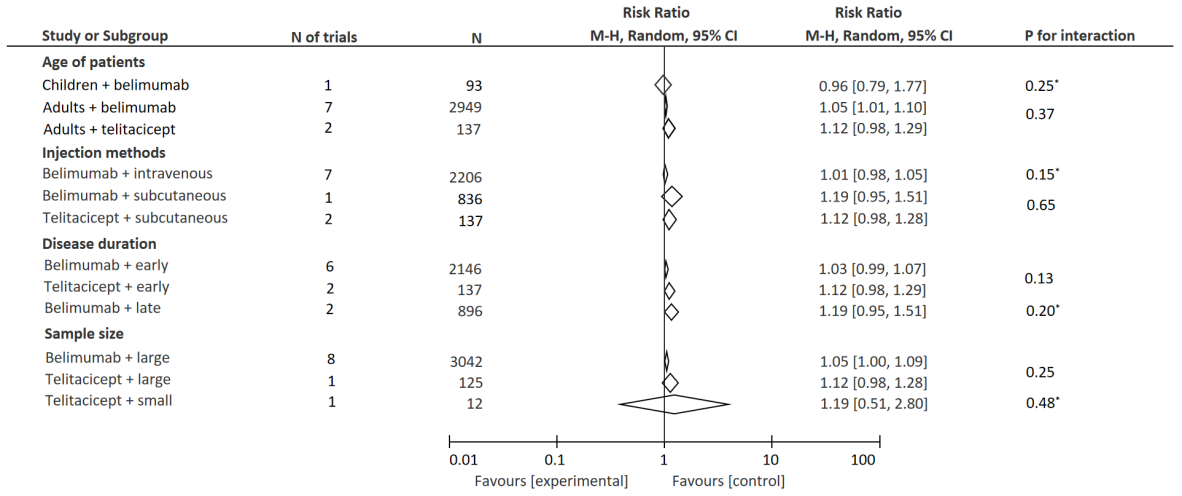 Risk Ratio Risk Ratio
Study or Subgroup N of trials N M-H, Random, 95% CI M-H, Random, 95% CI P for interaction
Age of patients
Children + belimumab 1 93 0.96 [0.79, 1.77] 0.25*
Adults + belimumab 7 2949 1.05 [1.01, 1.10]
0.37
Adults + telitacicept 2 137 1.12 [0.98, 1.29]
Injection methods
Belimumab + intravenous 7 2206 1.01 [0.98, 1.05] 0.15*
Belimumab + subcutaneous 1 836 1.19 [0.95, 1.51]
0.65
Telitacicept + subcutaneous 2 137 1.12 [0.98, 1.28]
Disease duration
Belimumab + early 6 2146 1.03 [0.99, 1.07]
0.13
Telitacicept + early 2 137 1.12 [0.98, 1.29]
Belimumab + late 2 896 1.19 [0.95, 1.51] 0.20*
Sample size
Belimumab + large 8 3042 1.05 [1.00, 1.09]
0.25
Telitacicept + large 1 125 1.12 [0.98, 1.28]
Telitacicept + small 1 12 1.19 [0.51, 2.80] 0.48*
0.01 0.1 1 10 100
Favours [experimental] Favours [control]